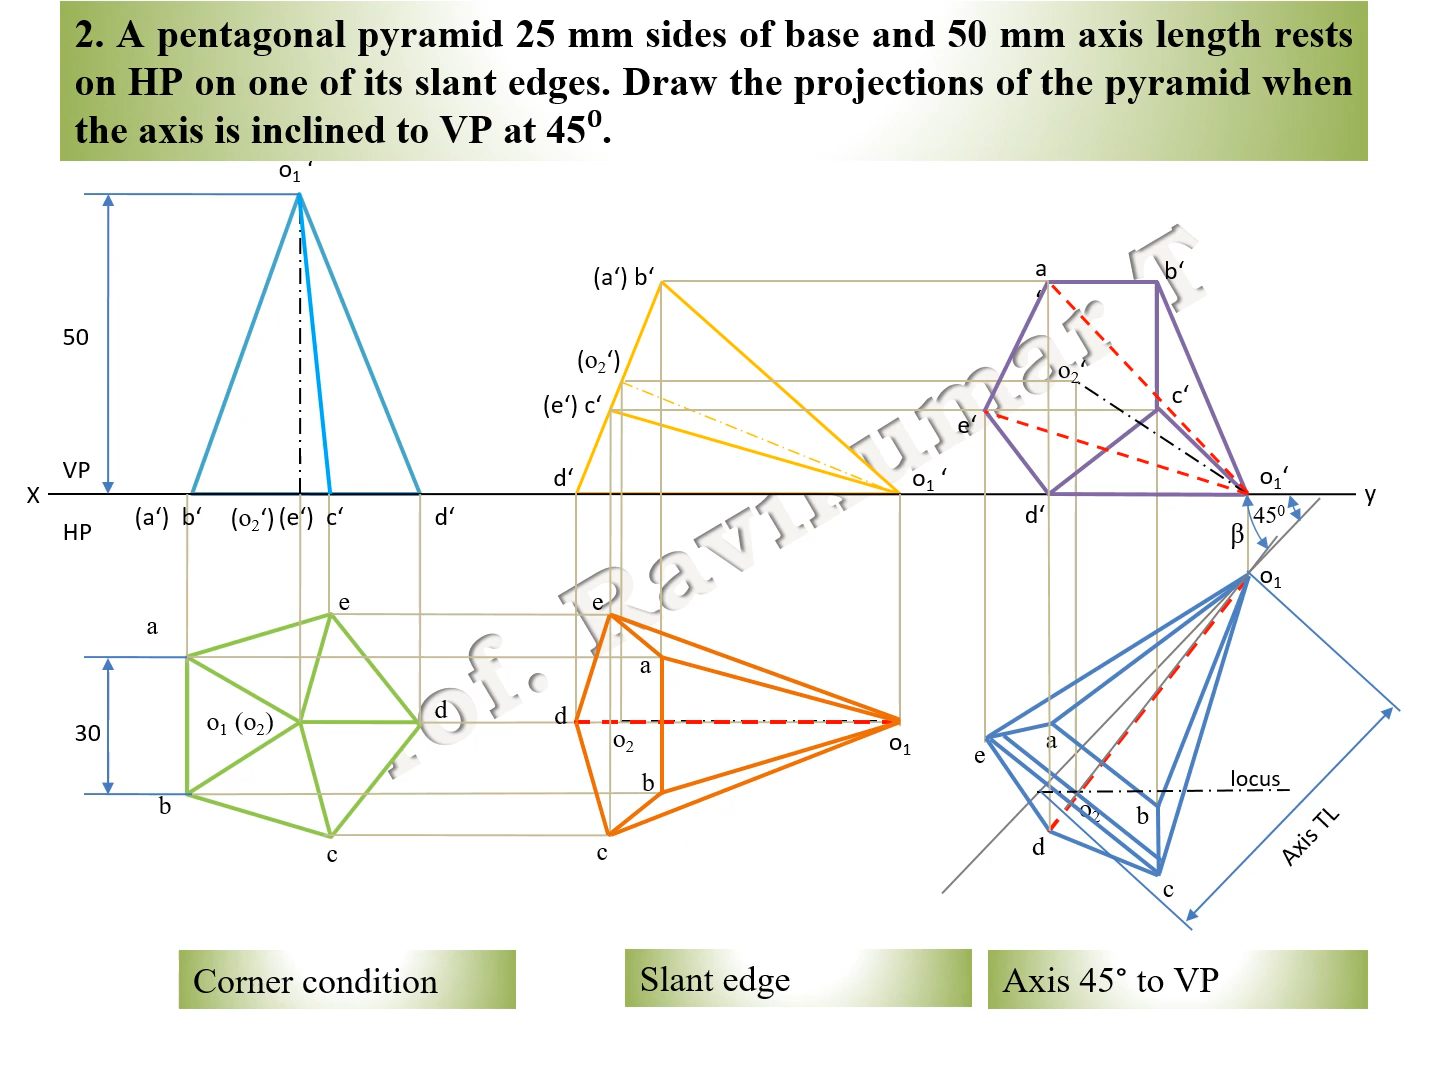 2. A pentagonal pyramid 25 mm sides of base and 50 mm axis length rests
on HP on one of its slant edges. Draw the projections of the pyramid when
the axis is inclined to VP at 45⁰.
o₁ ‘
50
VP
X
HP
(a‘) b‘ (o₂‘) (e‘) c‘ d‘
a
e
o₁ (o₂)
d
30
b
c
(a‘) b‘
(o₂‘)
(e‘) c‘
d‘
o₁ ‘
e
a
d
o₂
o₁
b
c
a
‘
b‘
o₂‘
c‘
e‘
d‘
o₁‘
y
45⁰
β
o₁
e
a
locus
o₂
b
d
c
Axis TL
of. Ravikumar T
Corner condition
Slant edge
Axis 45° to VP